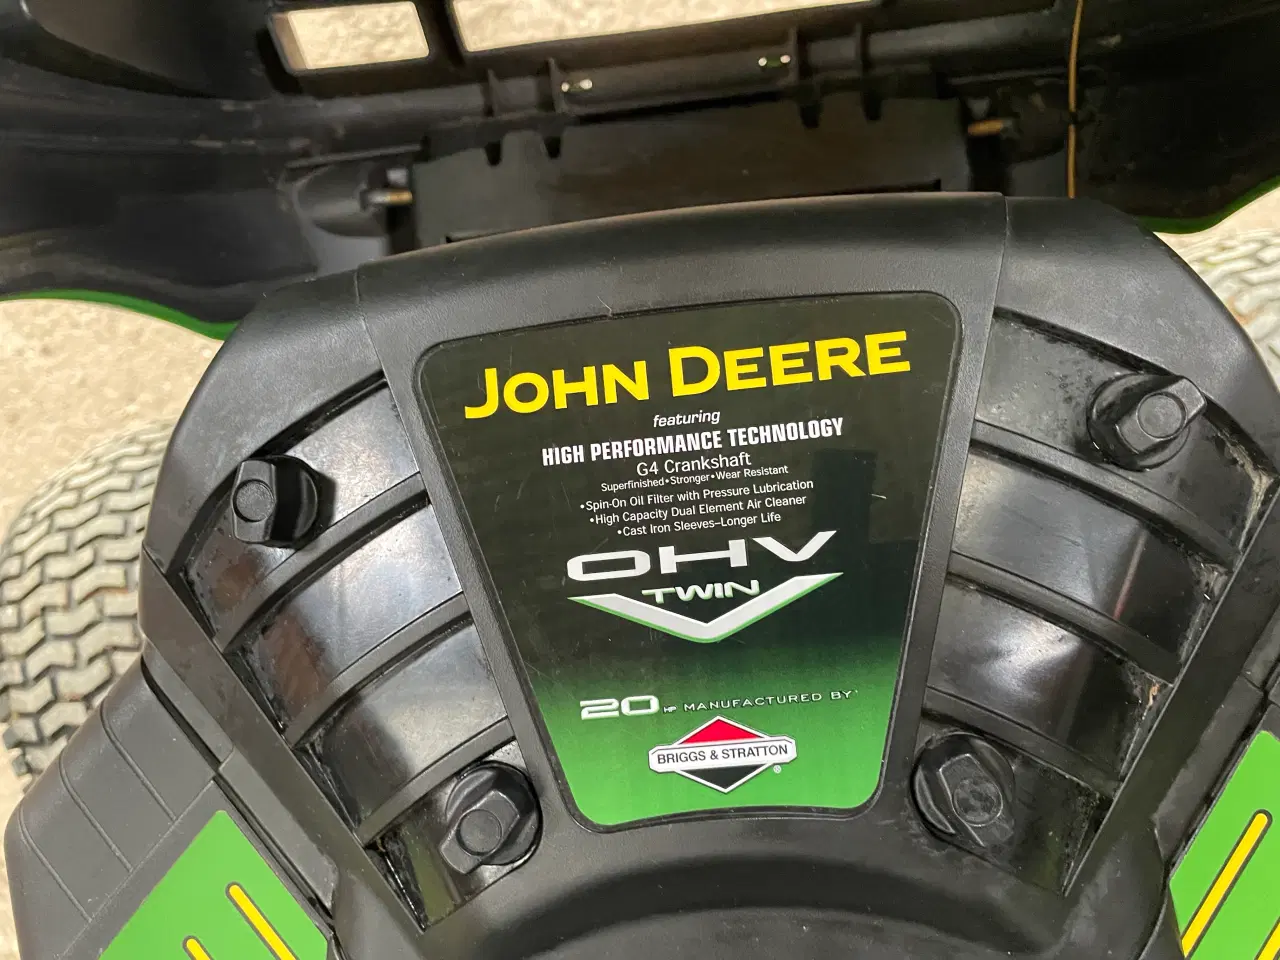 JOHN DEERE
featuring
HIGH PERFORMANCE TECHNOLOGY
G4 Crankshaft
Superfinished•Stronger•Wear Resistant
•Spin-On Oil Filter with Pressure Lubrication
•High Capacity Dual Element Air Cleaner
•Cast Iron Sleeves–Longer Life
OHV
TWIN
20 HP MANUFACTURED BY
BRIGGS & STRATTON
®